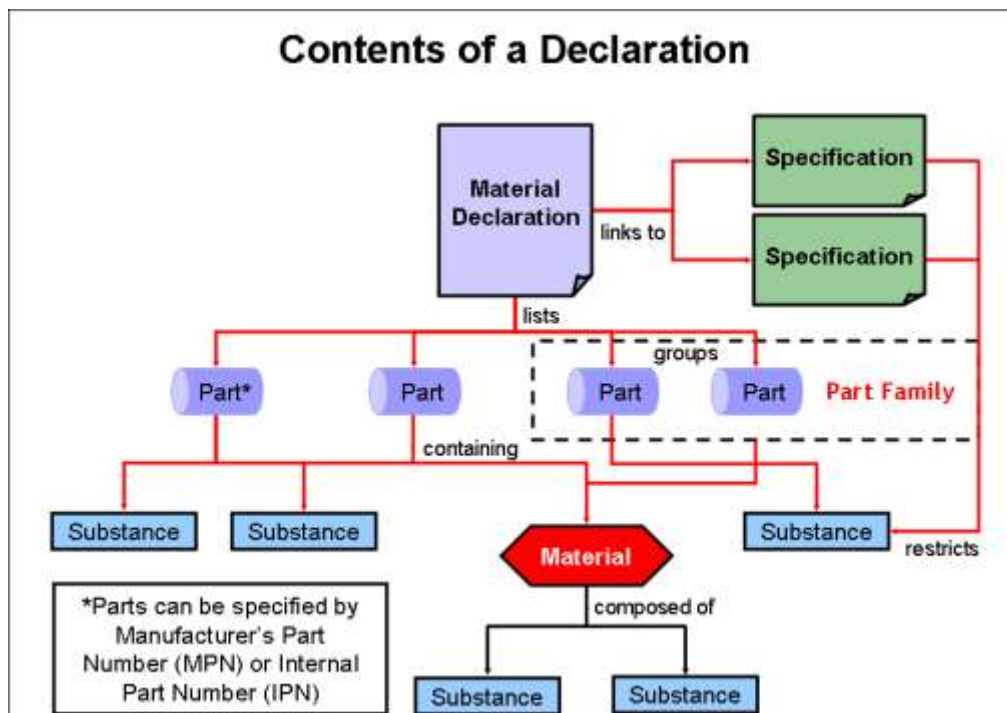 Contents of a Declaration
Material
Declaration
links to
Specification
Specification
lists
groups
Part*
Part
Part
Part
Part Family
containing
Substance
Substance
Material
Substance
restricts
composed of
Substance
Substance
*Parts can be specified by
Manufacturer's Part
Number (MPN) or Internal
Part Number (IPN)